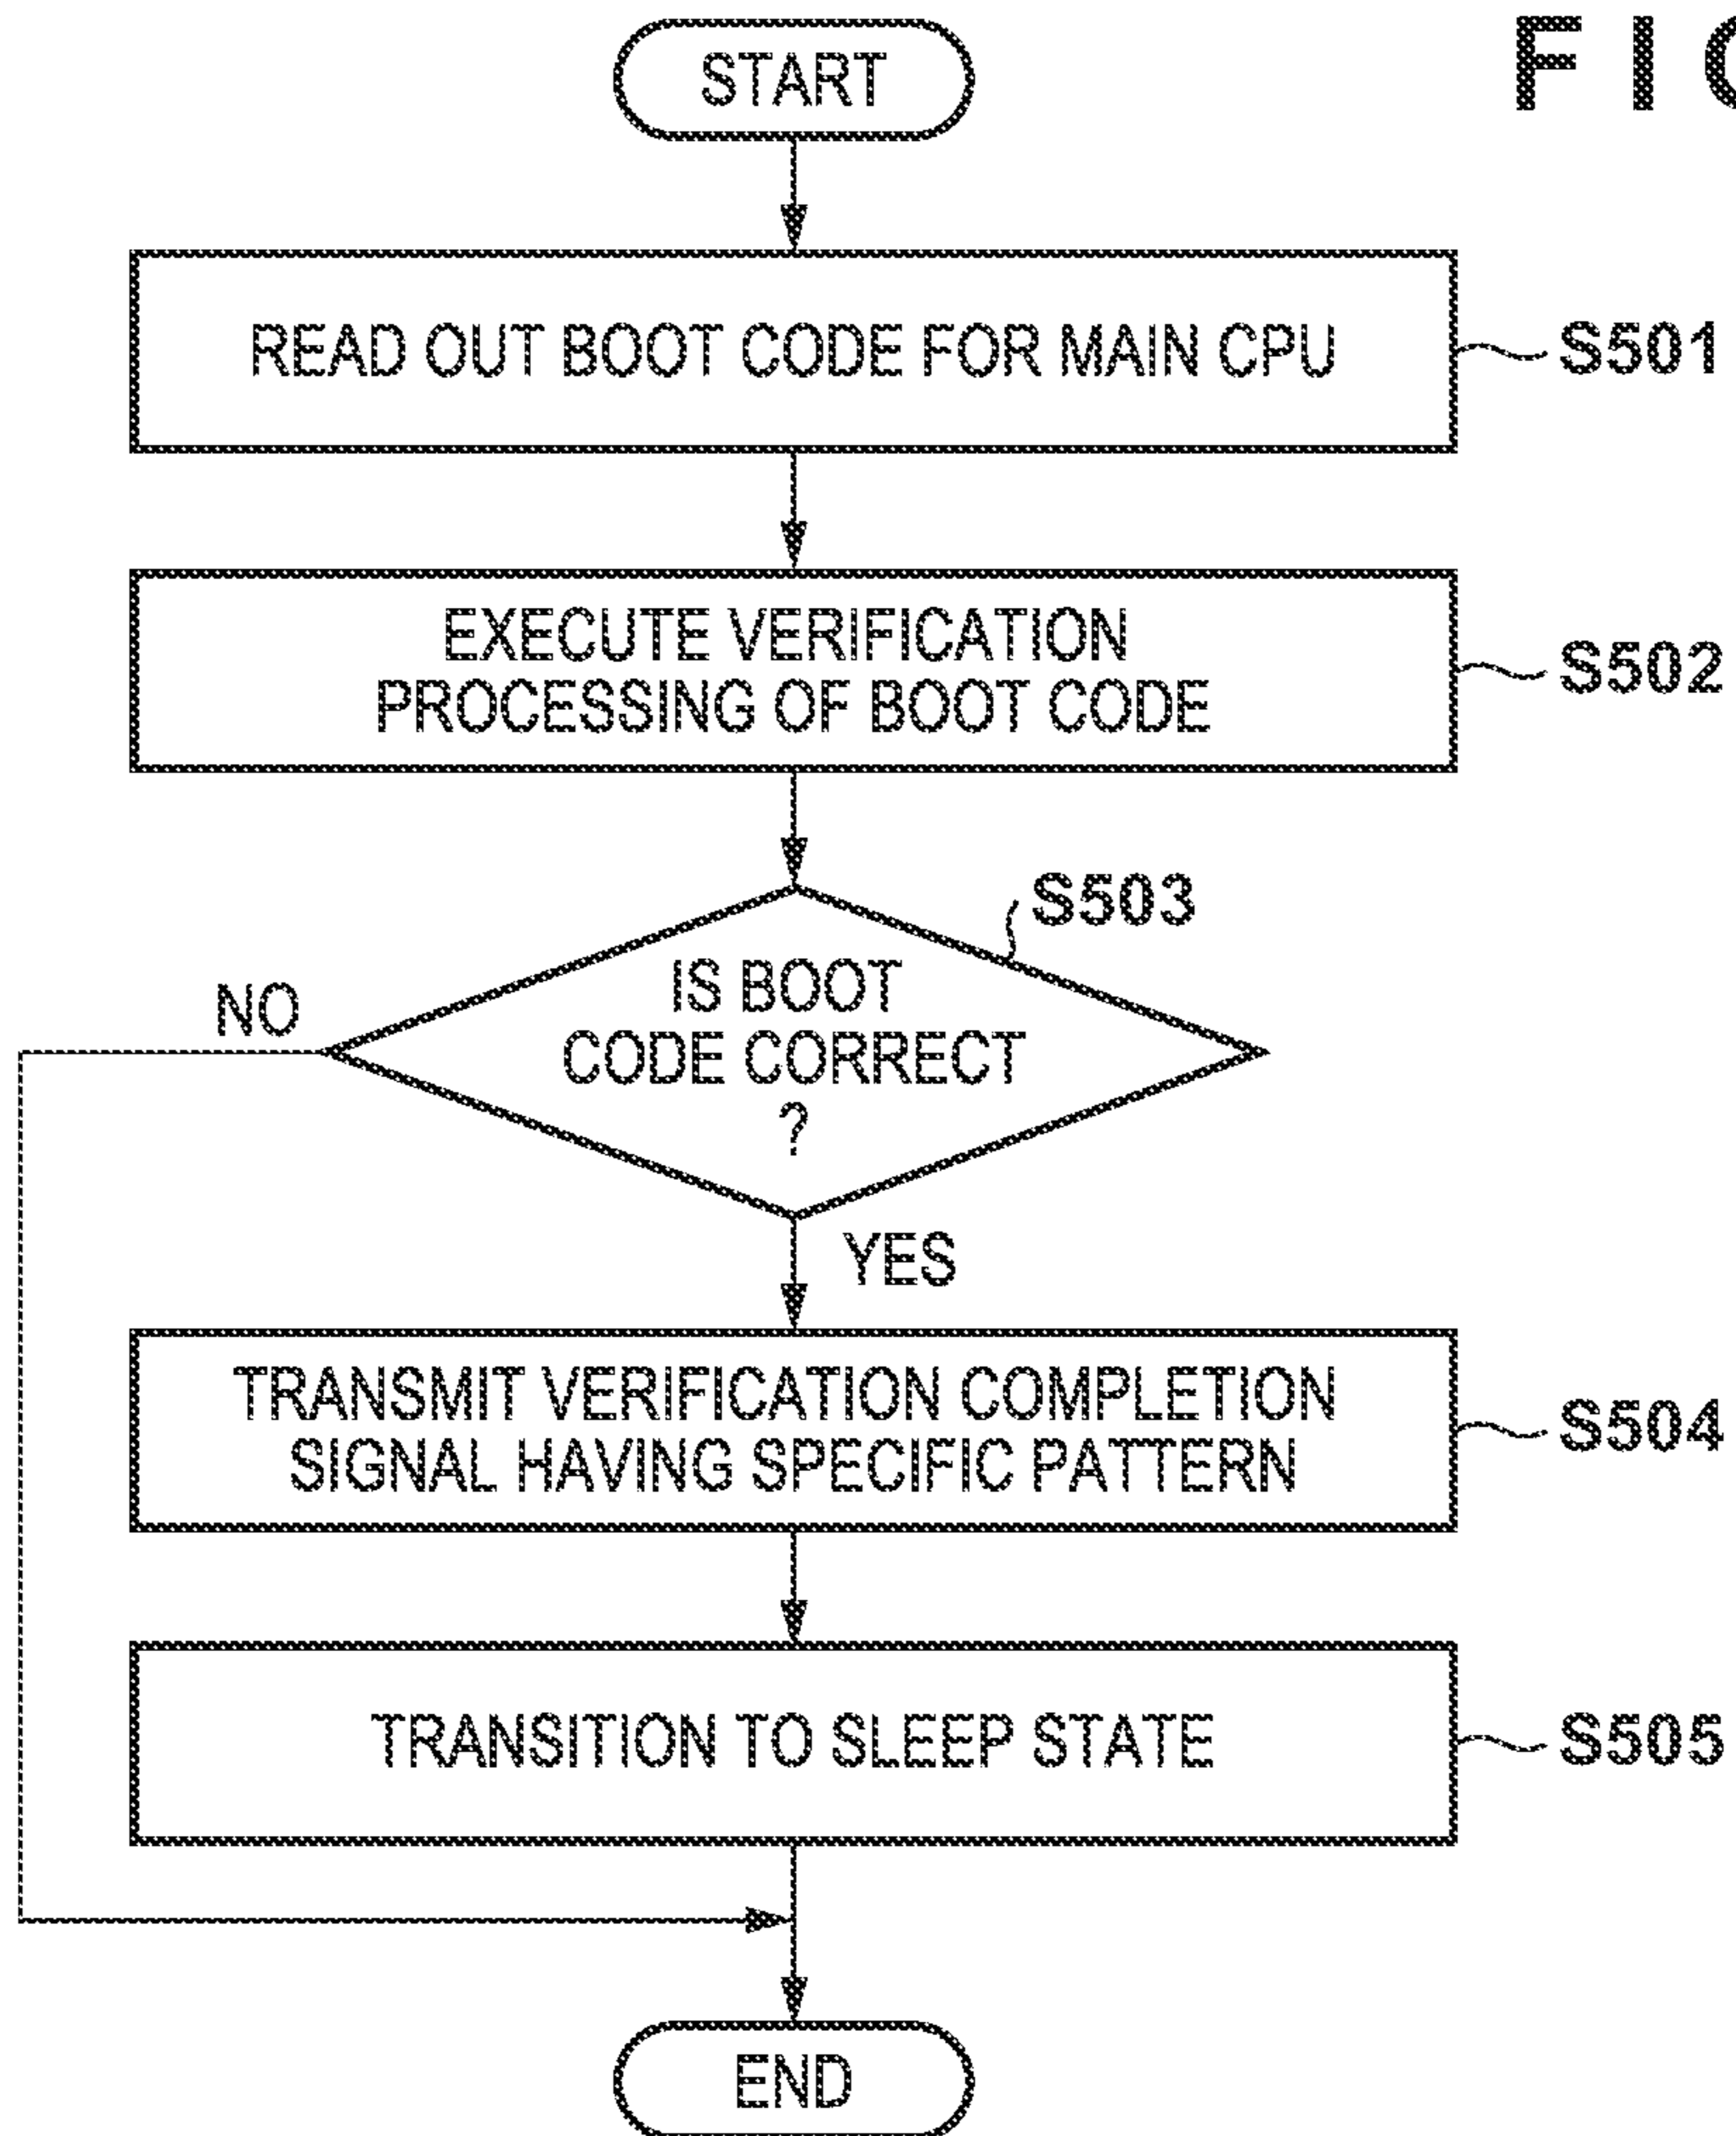 START
FI
READ OUT BOOT CODE FOR MAIN CPU
S501
EXECUTE VERIFICATION
PROCESSING OF BOOT CODE
S502
S503
IS BOOT
CODE CORRECT
?
NO
YES
TRANSMIT VERIFICATION COMPLETION
SIGNAL HAVING SPECIFIC PATTERN
S504
TRANSITION TO SLEEP STATE
S505
END